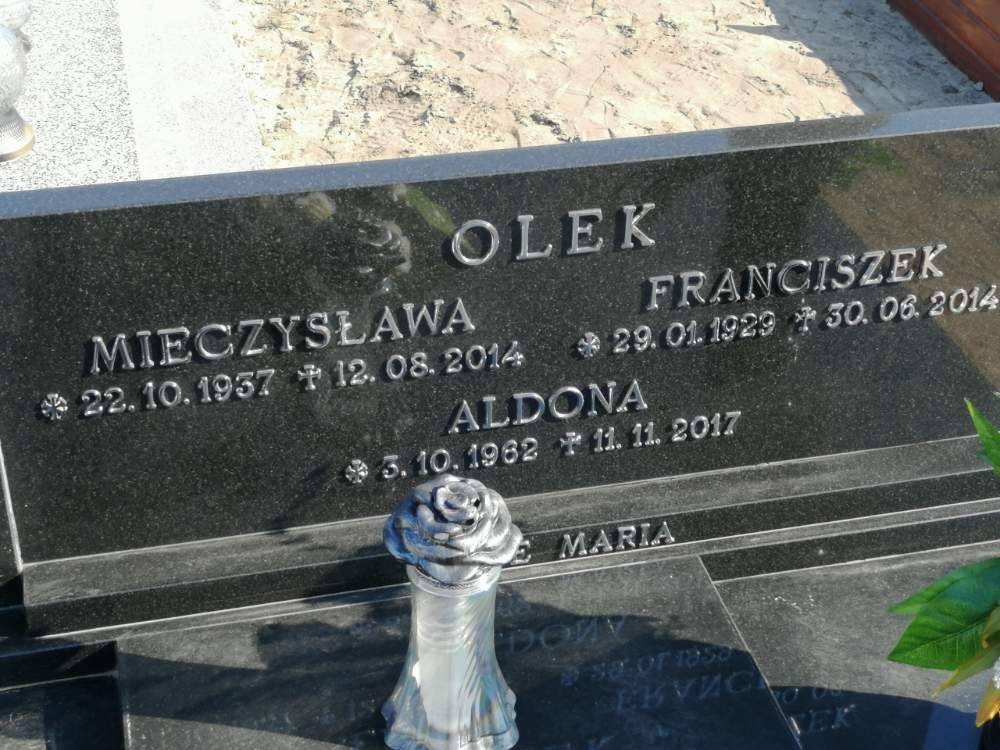 OLEK
MIECZYSŁAWA
22.10.1937 12.08.2014
FRANCISZEK
29.01.1929 30.06.2014
ALDONA
3.10.1962 11.11.2017
MARIA